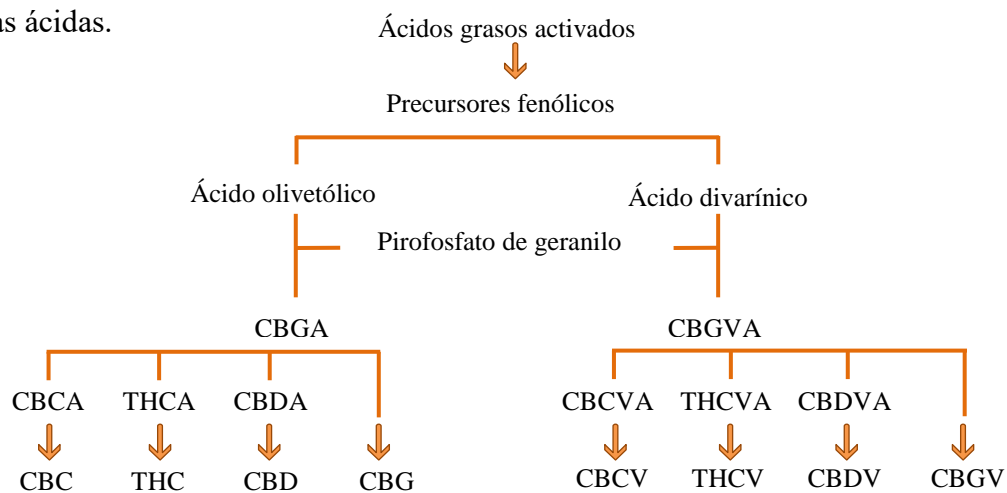 as ácidas.
Ácidos grasos activados
Precursores fenólicos
Ácido olivetólico Ácido divarínico
Pirofosfato de geranilo
CBGA CBGVA
CBCA THCA CBDA CBCVA THCVA CBDVA
CBC THC CBD CBG CBCV THCV CBDV CBGV